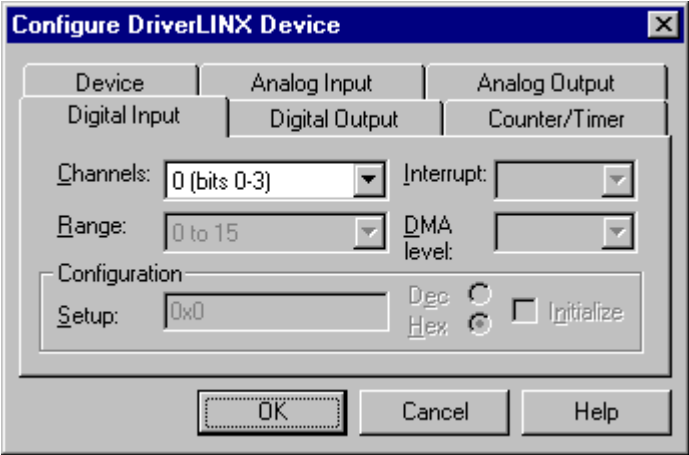 Configure DriverLINX Device
Device Analog Input Analog Output
Digital Input Digital Output Counter/Timer
Channels: 0 (bits 0-3) Interrupt:
Range: 0 to 15 DMA
level:
Configuration
Setup: 0x0 Dec
Hex Initialize
OK Cancel Help